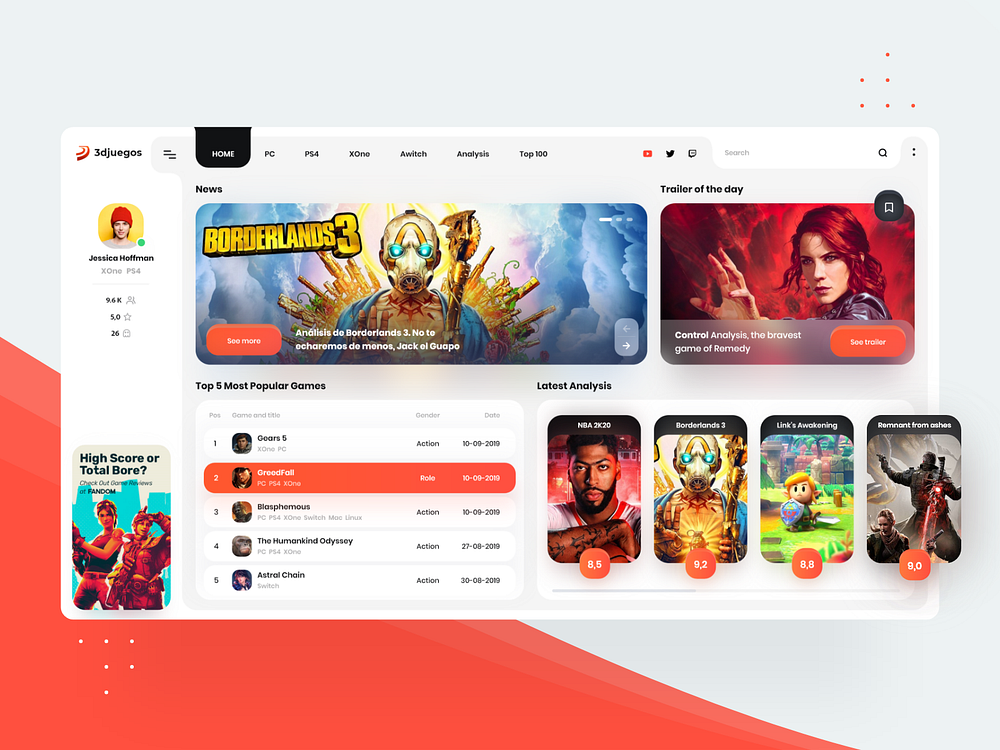 3djuegos
HOME
PC
PS4
XOne
Awitch
Analysis
Top 100
Search
Jessica Hoffman
XOne PS4
9.6 K
5,0
26
High Score or
Total Bore?
Check Out Game Reviews
at FANDOM
News
BORDERLANDS 3
See more
Análisis de Borderlands 3. No te
echaremos de menos, Jack el Guapo
Trailer of the day
Control Analysis, the bravest
game of Remedy
See trailer
Top 5 Most Popular Games
Pos Game and title Gender Date
1 Gears 5 Action 10-09-2019
XOne PC
2 GreedFall Role 10-09-2019
PC PS4 XOne
3 Blasphemous Action 10-09-2019
PC PS4 XOne Switch Mac Linux
4 The Humankind Odyssey Action 27-08-2019
PC PS4 XOne
5 Astral Chain Action 30-08-2019
Switch
Latest Analysis
NBA 2K20
8,5
Borderlands 3
9,2
Link's Awakening
8,8
Remnant from ashes
9,0